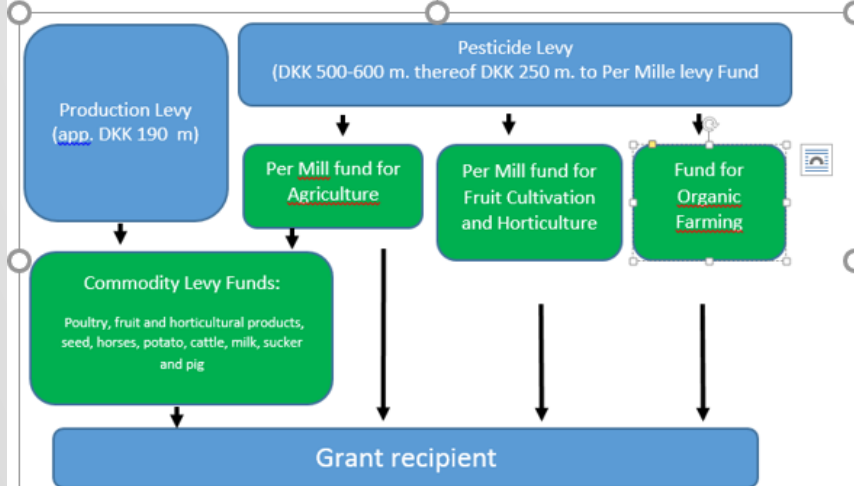 Production Levy
(app. DKK 190  m)
Pesticide Levy
(DKK 500-600 m. thereof DKK 250 m. to Per Mille levy Fund
Per Mill fund for
Agriculture
Per Mill fund for
Fruit Cultivation
and Horticulture
Fund for
Organic
Farming
Commodity Levy Funds:
Poultry, fruit and horticultural products,
seed, horses, potato, cattle, milk, sucker
and pig
Grant recipient